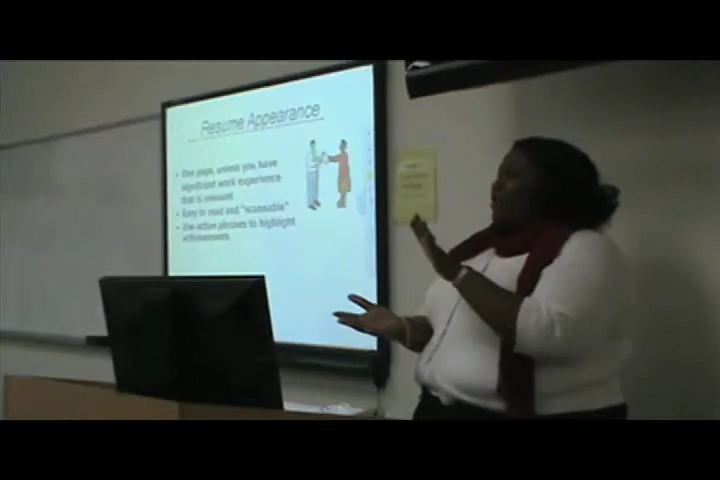 Resume Appearance
• One page, unless you have
significant work experience
that is relevant
• Easy to read and "scannable"
• Use action phrases to highlight
achievements